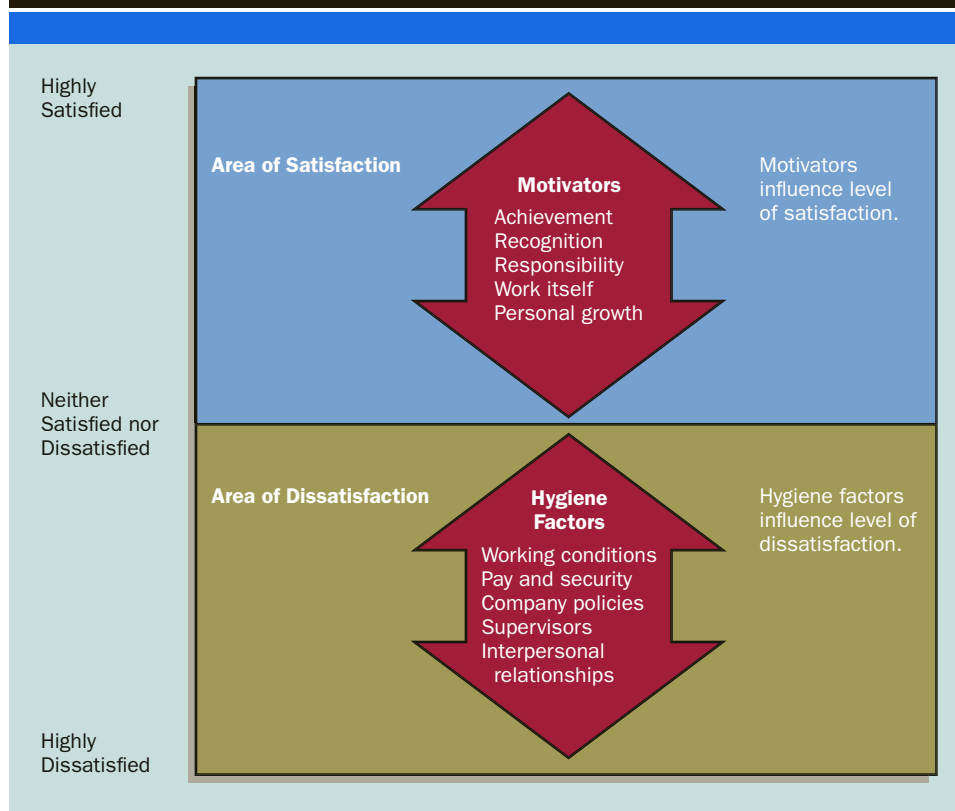 Highly
Satisfied
Area of Satisfaction
Motivators
Achievement
Recognition
Responsibility
Work itself
Personal growth
Motivators
influence level
of satisfaction.
Neither
Satisfied nor
Dissatisfied
Area of Dissatisfaction
Hygiene
Factors
Working conditions
Pay and security
Company policies
Supervisors
Interpersonal
relationships
Hygiene factors
influence level of
dissatisfaction.
Highly
Dissatisfied